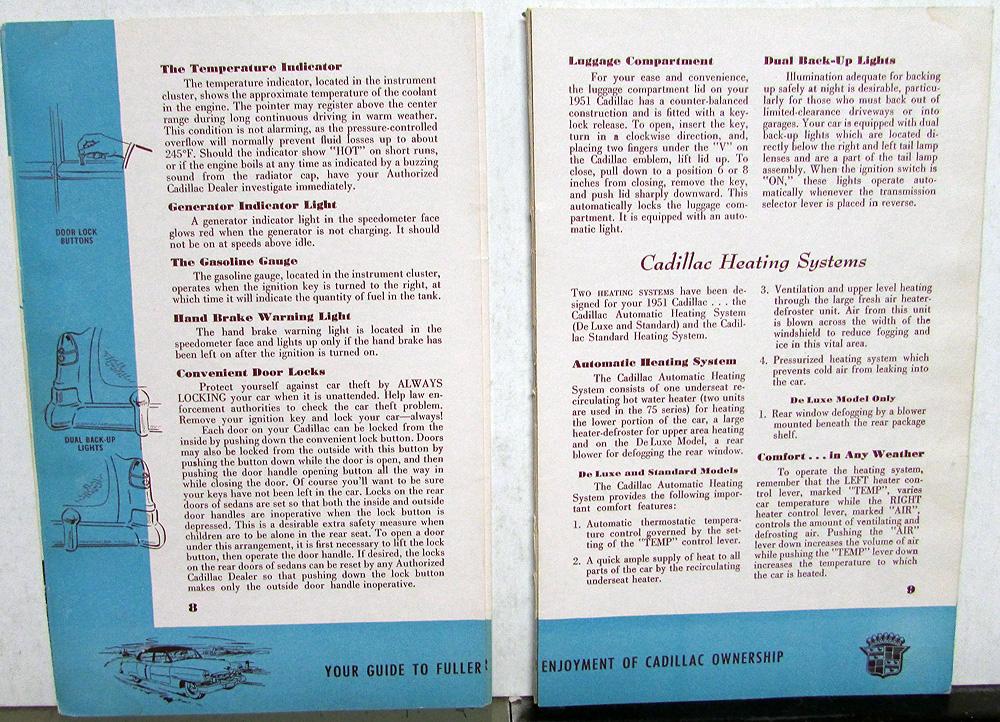 The Temperature Indicator
The temperature indicator, located in the instrument
cluster, shows the approximate temperature of the coolant
in the engine. The pointer may register above the center
range during long continuous driving in warm weather.
This condition is not alarming, as the pressure-controlled
overflow will normally prevent fluid losses up to about
245°F. Should the indicator show "HOT" on short runs,
or if the engine boils at any time as indicated by a buzzing
sound from the radiator cap, have your Authorized
Cadillac Dealer investigate immediately.
Generator Indicator Light
A generator indicator light in the speedometer face
glows red when the generator is not charging. It should
not be on at speeds above idle.
The Gasoline Gauge
The gasoline gauge, located in the instrument cluster,
operates when the ignition key is turned to the right, at
which time it will indicate the quantity of fuel in the tank.
Hand Brake Warning Light
The hand brake warning light is located in the
speedometer face and lights up only if the hand brake has
been left on after the ignition is turned on.
Convenient Door Locks
Protect yourself against car theft by ALWAYS
LOCKING your car when it is unattended. Help law en-
forcement authorities to check the car theft problem.
Remove your ignition key and lock your car—always!
Each door on your Cadillac can be locked from the
inside by pushing down the convenient lock button. Doors
may also be locked from the outside with this button by
pushing the button down while the door is open, and then
pushing the door handle opening button all the way in
while closing the door. Of course you'll want to be sure
your keys have not been left in the car. Locks on the rear
doors of sedans are set so that both the inside and outside
door handles are inoperative when the lock button is
depressed. This is a desirable extra safety measure when
children are to be alone in the rear seat. To open a door
under this arrangement, it is first necessary to lift the lock
button, then operate the door handle. If desired, the locks
on the rear doors of sedans can be reset by any Authorized
Cadillac Dealer so that pushing down the lock button
makes only the outside door handle inoperative.
8
DOOR LOCK
BUTTONS
DUAL BACK-UP
LIGHTS
YOUR GUIDE TO FULLER
Luggage Compartment
For your ease and convenience,
the luggage compartment lid on your
1951 Cadillac has a counter-balanced
construction and is fitted with a key-
lock release. To open, insert the key,
turn in a clockwise direction, and,
placing two fingers under the "V" on
the Cadillac emblem, lift lid up. To
close, pull down to a position 6 or 8
inches from closing, remove the key,
and push lid sharply downward. This
automatically locks the luggage com-
partment. It is equipped with an auto-
matic light.
Dual Back-Up Lights
Illumination adequate for backing
up safely at night is desirable, particu-
larly for those who must back out of
limited-clearance driveways or into
garages. Your car is equipped with dual
back-up lights which are located di-
rectly below the right and left tail lamp
lenses and are a part of the tail lamp
assembly. When the ignition switch is
"ON," these lights operate auto-
matically whenever the transmission
selector lever is placed in reverse.
Cadillac Heating Systems
TWO HEATING SYSTEMS have been de-
signed for your 1951 Cadillac . . . the
Cadillac Automatic Heating System
(De Luxe and Standard) and the Cadil-
lac Standard Heating System.
Automatic Heating System
The Cadillac Automatic Heating
System consists of one underseat re-
circulating hot water heater (two units
are used in the 75 series) for heating
the lower portion of the car, a large
heater-defroster for upper area heating
and on the De Luxe Model, a rear
blower for defogging the rear window.
De Luxe and Standard Models
The Cadillac Automatic Heating
System provides the following impor-
tant comfort features:
1. Automatic thermostatic tempera-
ture control governed by the set-
ting of the "TEMP" control lever.
2. A quick ample supply of heat to all
parts of the car by the recirculating
underseat heater.
3. Ventilation and upper level heating
through the large fresh air heater-
defroster unit. Air from this unit
is blown across the width of the
windshield to reduce fogging and
ice in this vital area.
4. Pressurized heating system which
prevents cold air from leaking into
the car.
De Luxe Model Only
1. Rear window defogging by a blower
mounted beneath the rear package
shelf.
Comfort . . . in Any Weather
To operate the heating system,
remember that the LEFT heater con-
trol lever, marked "TEMP", varies
car temperature while the RIGHT
heater control lever, marked "AIR",
controls the amount of ventilating and
defrosting air. Pushing the "AIR"
lever down increases the volume of air
while pushing the "TEMP" lever down
increases the temperature to which
the car is heated.
9
ENJOYMENT OF CADILLAC OWNERSHIP